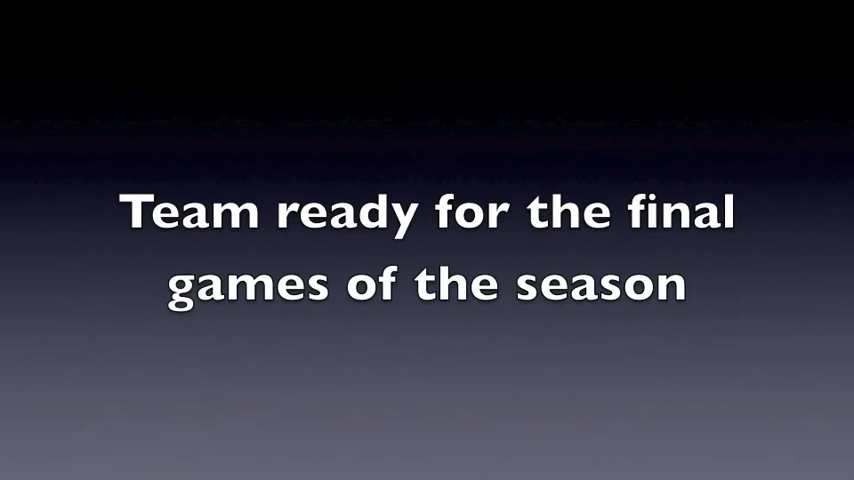 Team ready for the final
games of the season